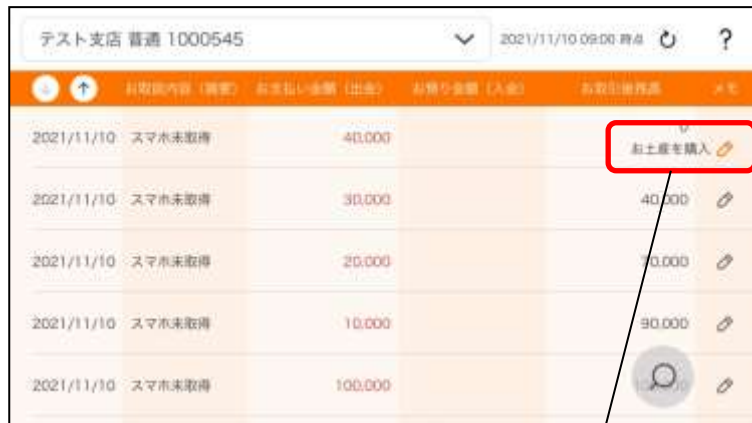 テスト支店 普通 1000545
2021/11/10 09:00 時点
?
お取引内容（摘要） お支払い金額（出金） お預り金額（入金） お取引後残高 メモ
2021/11/10 スマホ未取得 40,000 0
お土産を購入
2021/11/10 スマホ未取得 30,000 40,000
2021/11/10 スマホ未取得 20,000
2021/11/10 スマホ未取得 10,000 90,000
2021/11/10 スマホ未取得 100,000